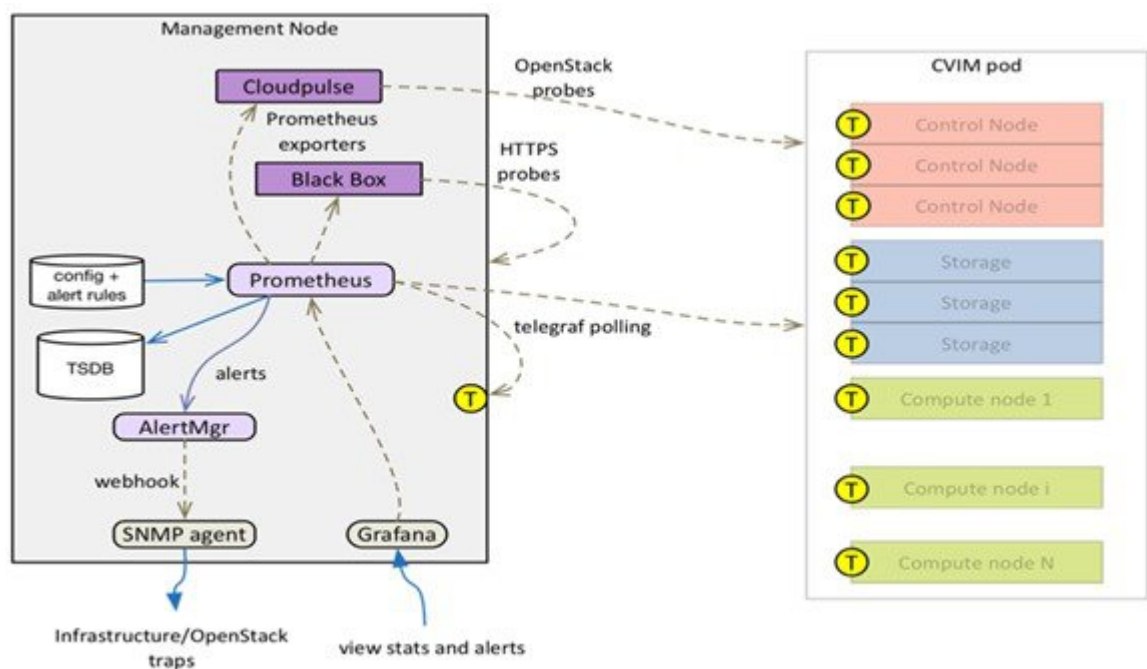 Management Node
Cloudpulse
Prometheus
exporters
Black Box
OpenStack
probes
HTTPS
probes
config +
alert rules
Prometheus
TSDB
telegraf polling
alerts
T
AlertMgr
webhook
SNMP agent
Grafana
Infrastructure/OpenStack
traps
view stats and alerts
CVIM pod
T Control Node
T Control Node
T Control Node
T Storage
T Storage
T Storage
T Compute node 1
T Compute node i
T Compute node N